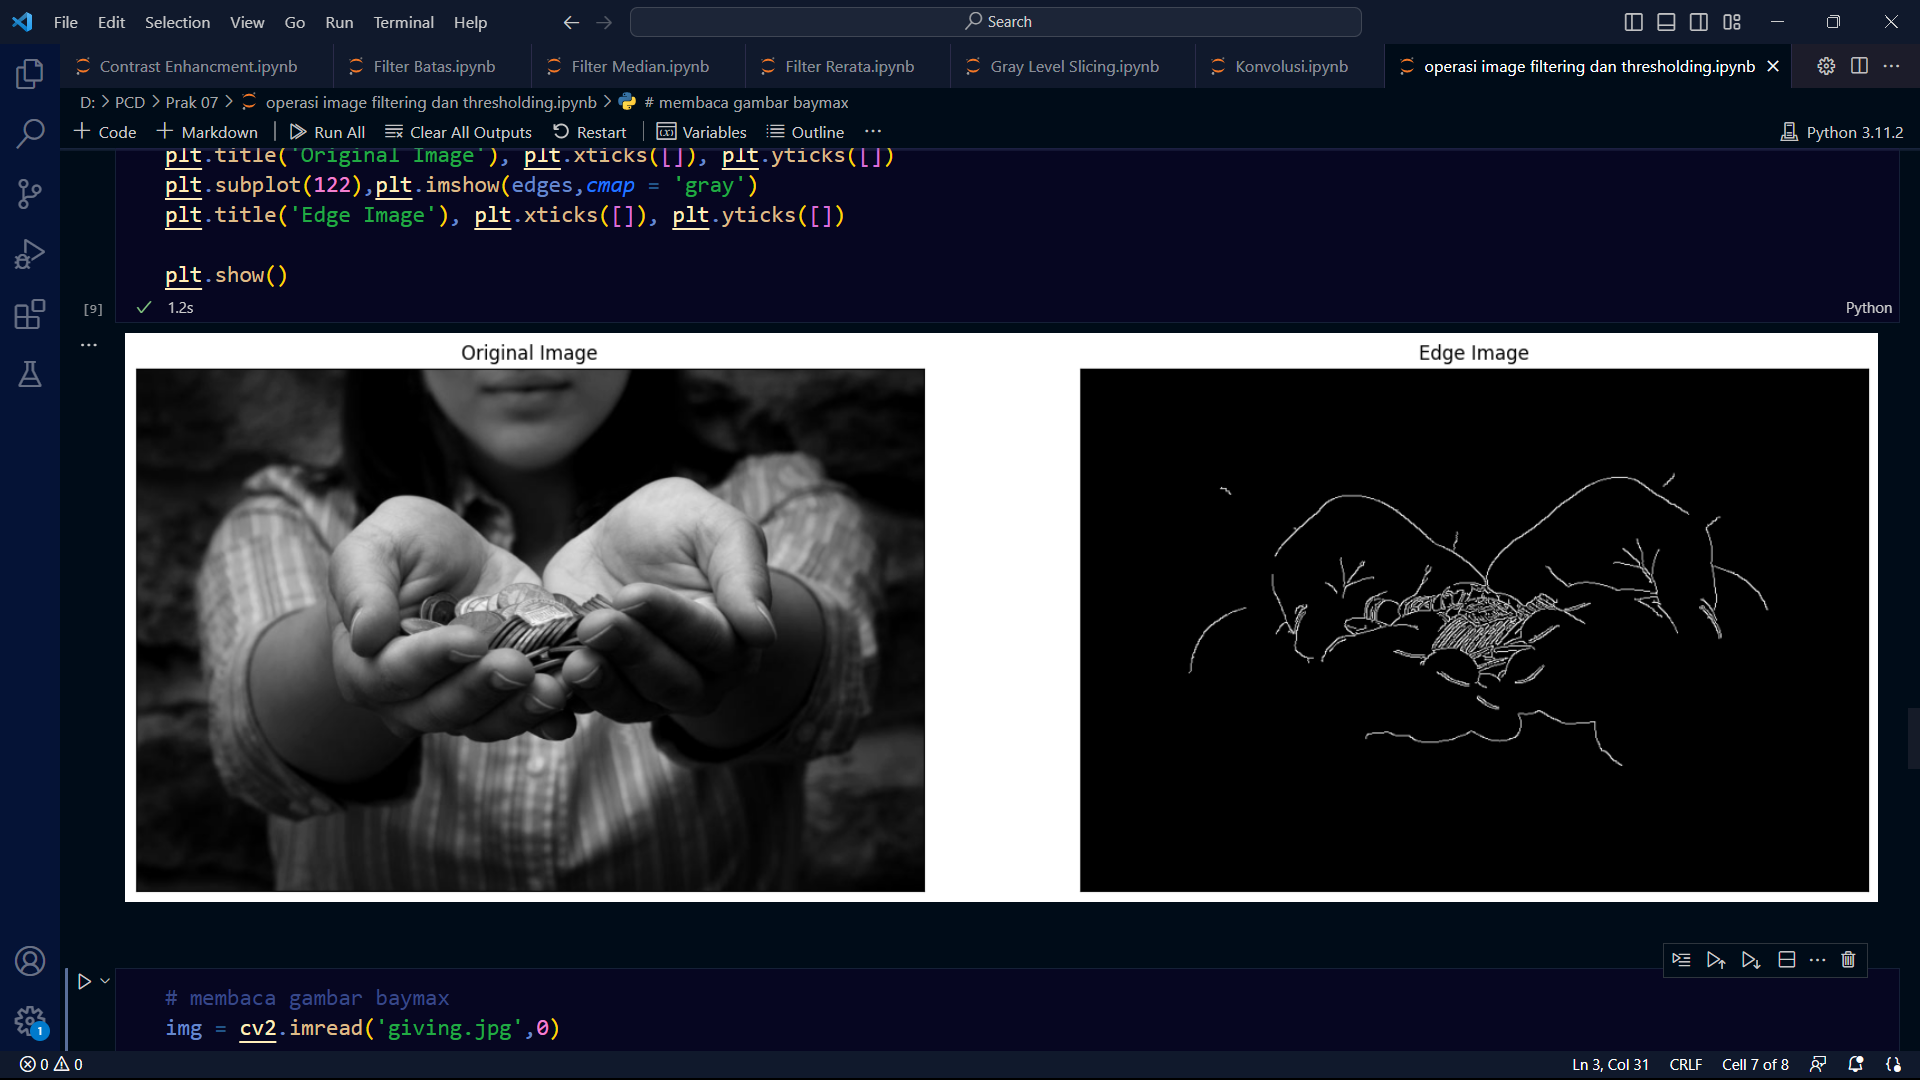 File Edit Selection View Go Run Terminal Help Search
Contrast Enhancment.ipynb Filter Batas.ipynb Filter Median.ipynb Filter Rerata.ipynb Gray Level Slicing.ipynb Konvolusi.ipynb operasi image filtering dan thresholding.ipynb
D: > PCD > Prak 07 > operasi image filtering dan thresholding.ipynb > # membaca gambar baymax
+ Code + Markdown | Run All Clear All Outputs Restart | Variables Outline ... Python 3.11.2
plt.title('Original Image'), plt.xticks([]), plt.yticks([])
plt.subplot(122),plt.imshow(edges,cmap = 'gray')
plt.title('Edge Image'), plt.xticks([]), plt.yticks([])
plt.show()
[9] ✓ 1.2s Python
...
Original Image Edge Image
# membaca gambar baymax
img = cv2.imread('giving.jpg',0)
1
0 0 Ln 3, Col 31 CRLF Cell 7 of 8